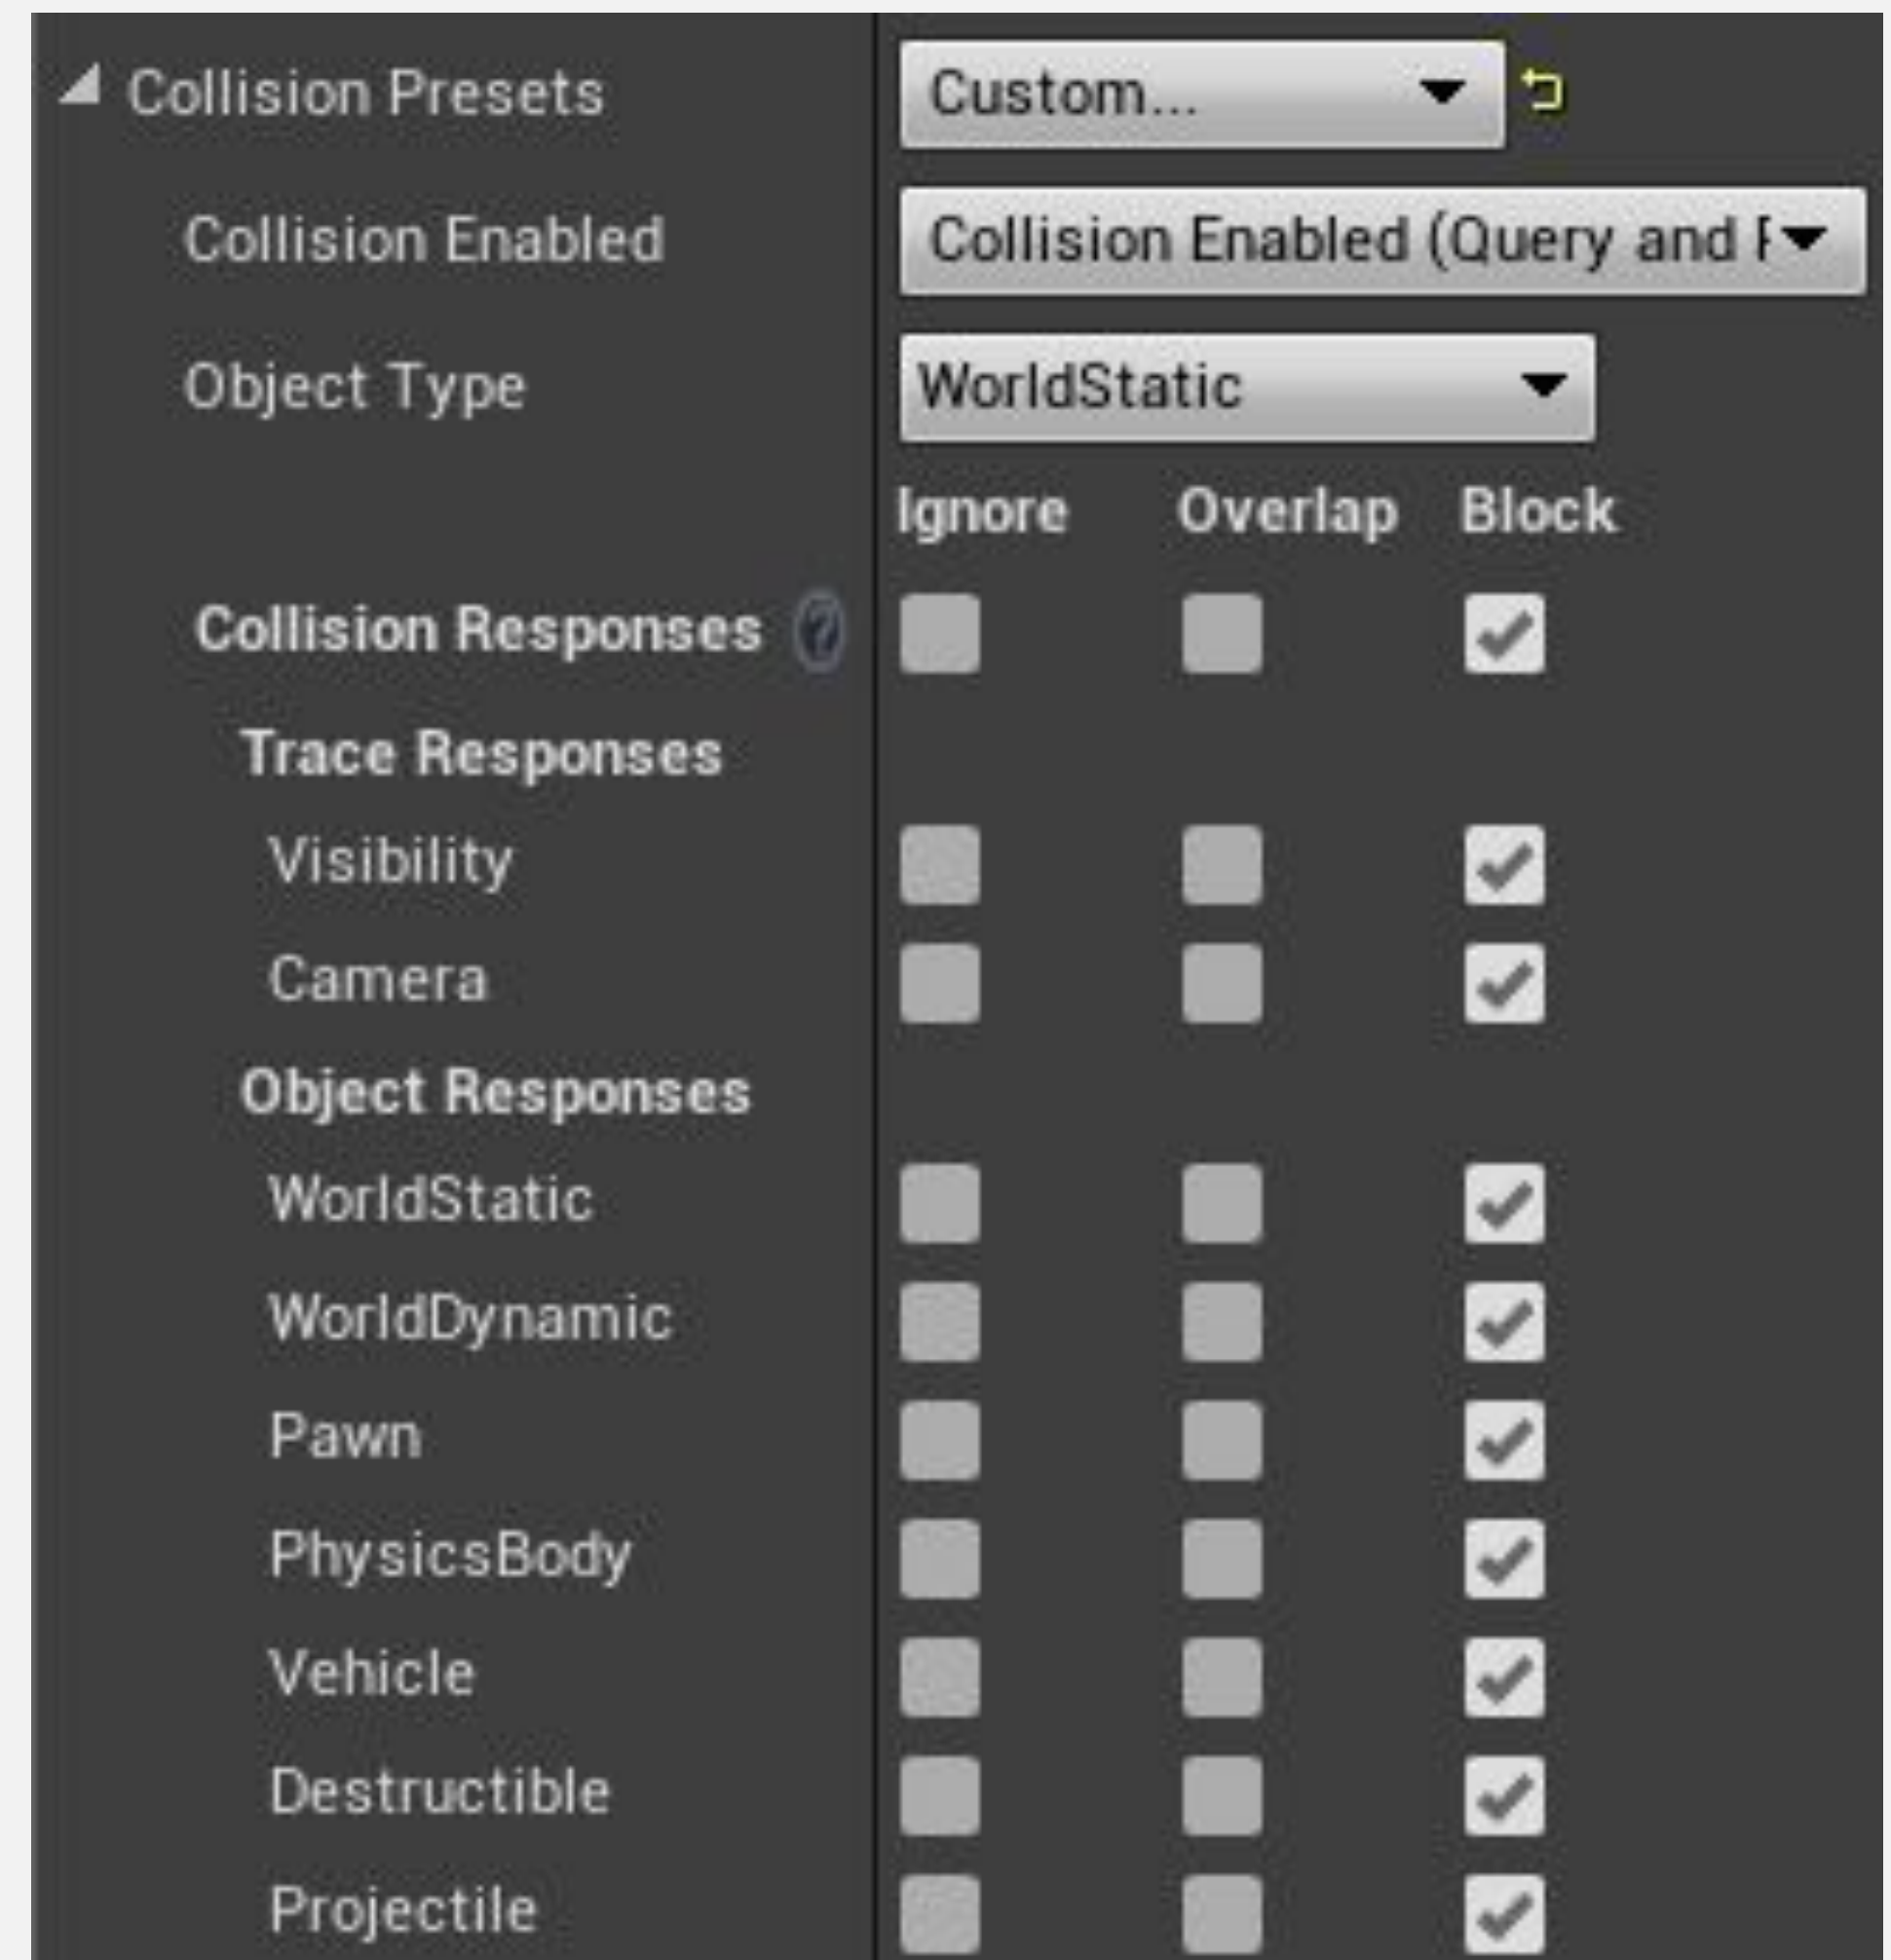 Collision Presets Custom...
Collision Enabled Collision Enabled (Query and
Object Type WorldStatic
Ignore Overlap Block
Collision Responses ?
Trace Responses
Visibility
Camera
Object Responses
WorldStatic
WorldDynamic
Pawn
PhysicsBody
Vehicle
Destructible
Projectile